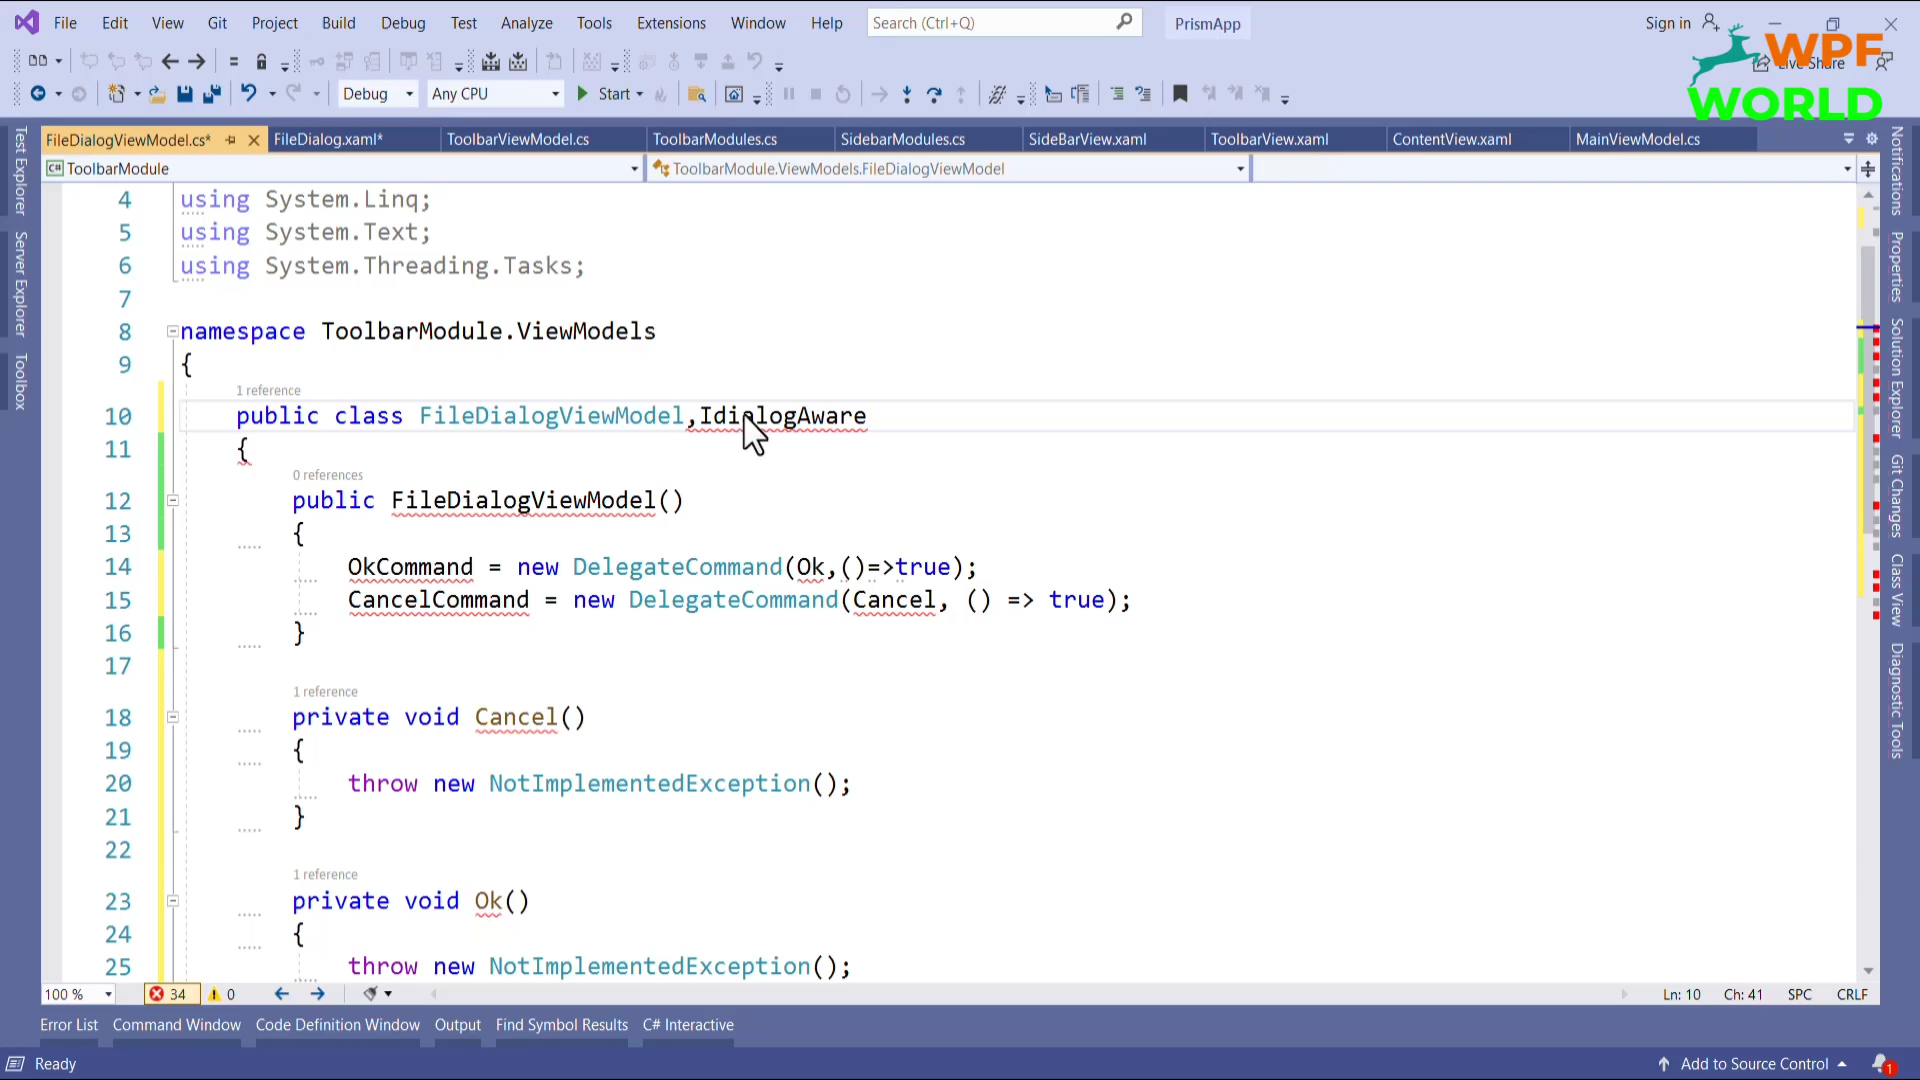 File Edit View Git Project Build Debug Test Analyze Tools Extensions Window Help Search (Ctrl+Q) PrismApp Sign in
WPF
Live Share
WORLD
Debug Any CPU Start
FileDialogViewModel.cs* FileDialog.xaml* ToolbarViewModel.cs ToolbarModules.cs SidebarModules.cs SideBarView.xaml ToolbarView.xaml ContentView.xaml MainViewModel.cs
C# ToolbarModule ToolbarModule.ViewModels.FileDialogViewModel
Test Explorer
Server Explorer
Toolbox
4 using System.Linq;
5 using System.Text;
6 using System.Threading.Tasks;
7
8 namespace ToolbarModule.ViewModels
9 {
1 reference
10 public class FileDialogViewModel,IdialogAware
11 {
0 references
12 public FileDialogViewModel()
13 {
14 OkCommand = new DelegateCommand(Ok,()=>true);
15 CancelCommand = new DelegateCommand(Cancel, () => true);
16 }
17
1 reference
18 private void Cancel()
19 {
20 throw new NotImplementedException();
21 }
22
1 reference
23 private void Ok()
24 {
25 throw new NotImplementedException();
Notifications
Properties
Solution Explorer
Git Changes
Class View
Diagnostic Tools
100 % 34 0 Ln: 10 Ch: 41 SPC CRLF
Error List Command Window Code Definition Window Output Find Symbol Results C# Interactive
Ready Add to Source Control 1